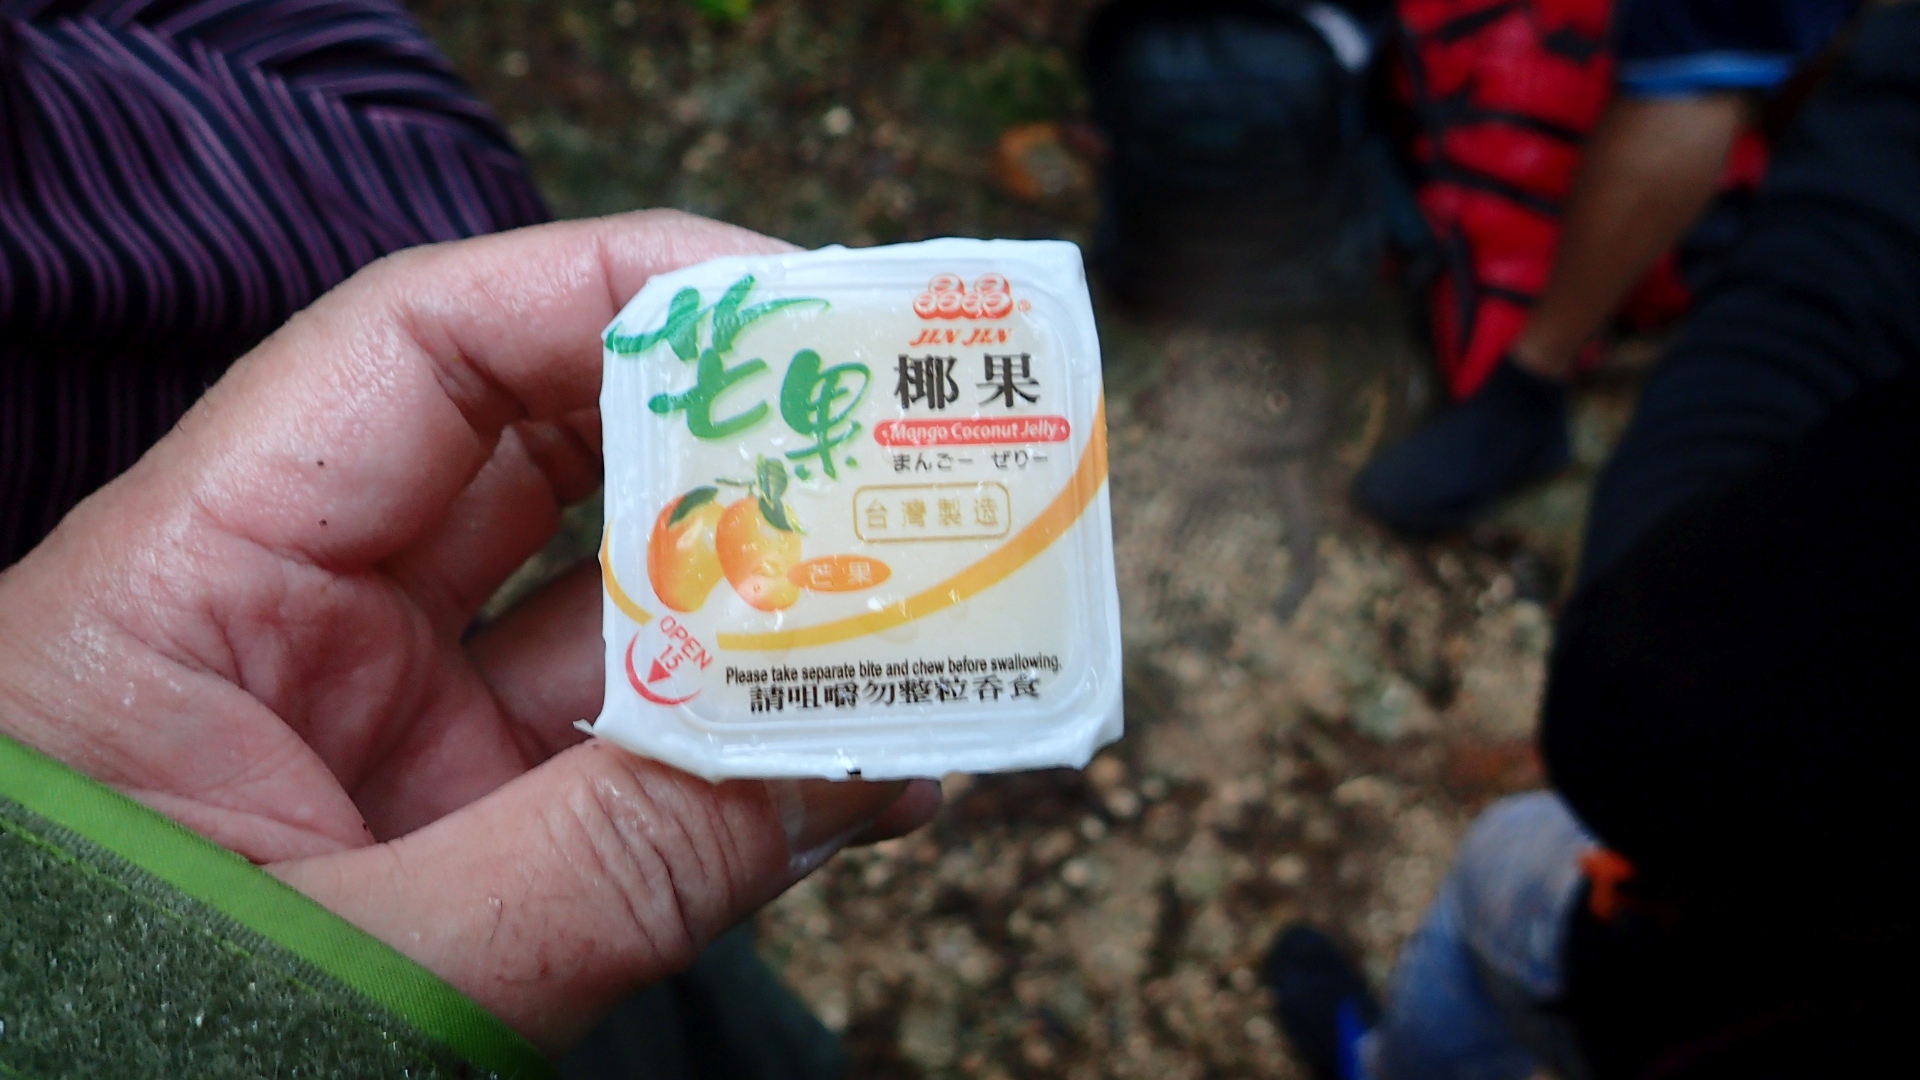 芒果
JIN JIN
椰果
Mango Coconut Jelly
まんごー ぜりー
台灣製造
芒果
OPEN
15
Please take separate bite and chew before swallowing.
請咀嚼勿整粒吞食